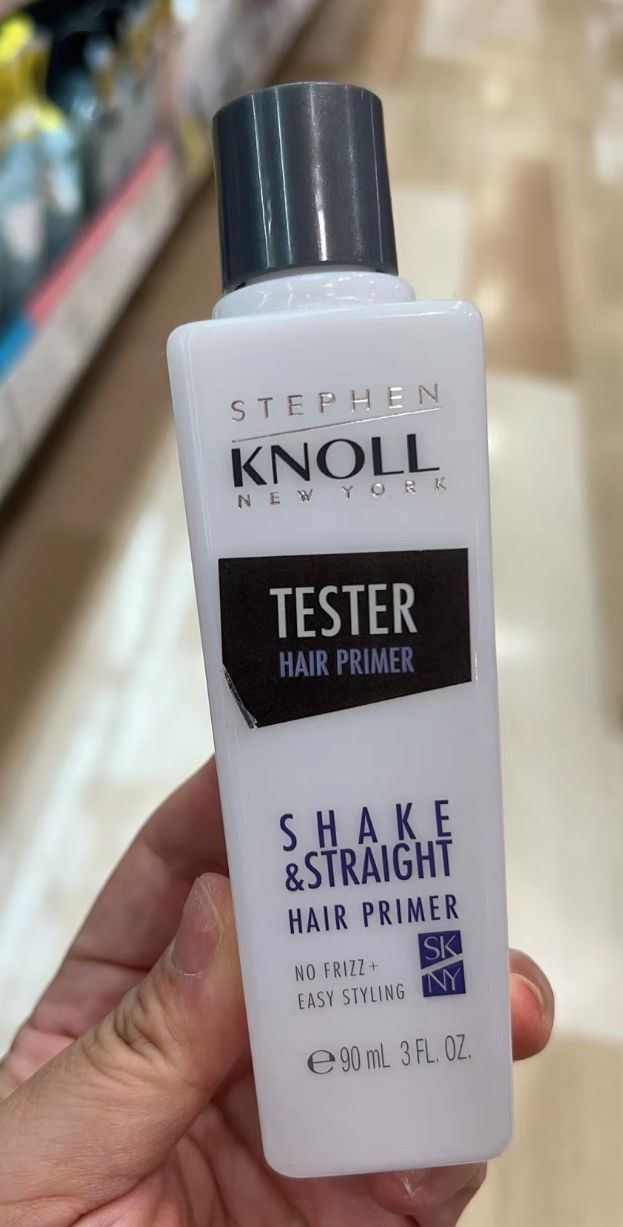 STEPHEN
KNOLL
NEW YORK
TESTER
HAIR PRIMER
SHAKE
&STRAIGHT
HAIR PRIMER
SK
NY
NO FRIZZ+
EASY STYLING
℮ 90 mL 3 FL. OZ.